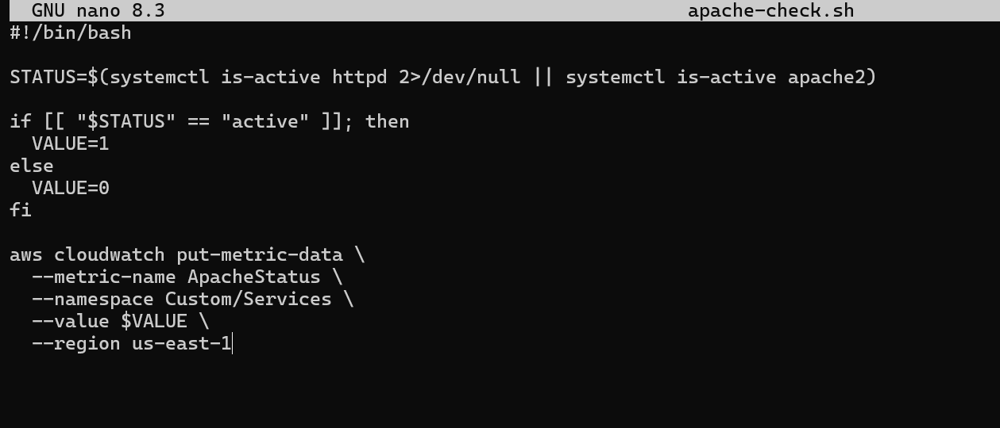 GNU nano 8.3 apache-check.sh
#!/bin/bash
STATUS=$(systemctl is-active httpd 2>/dev/null || systemctl is-active apache2)
if [[ "$STATUS" == "active" ]]; then
  VALUE=1
else
  VALUE=0
fi
aws cloudwatch put-metric-data \
  --metric-name ApacheStatus \
  --namespace Custom/Services \
  --value $VALUE \
  --region us-east-1